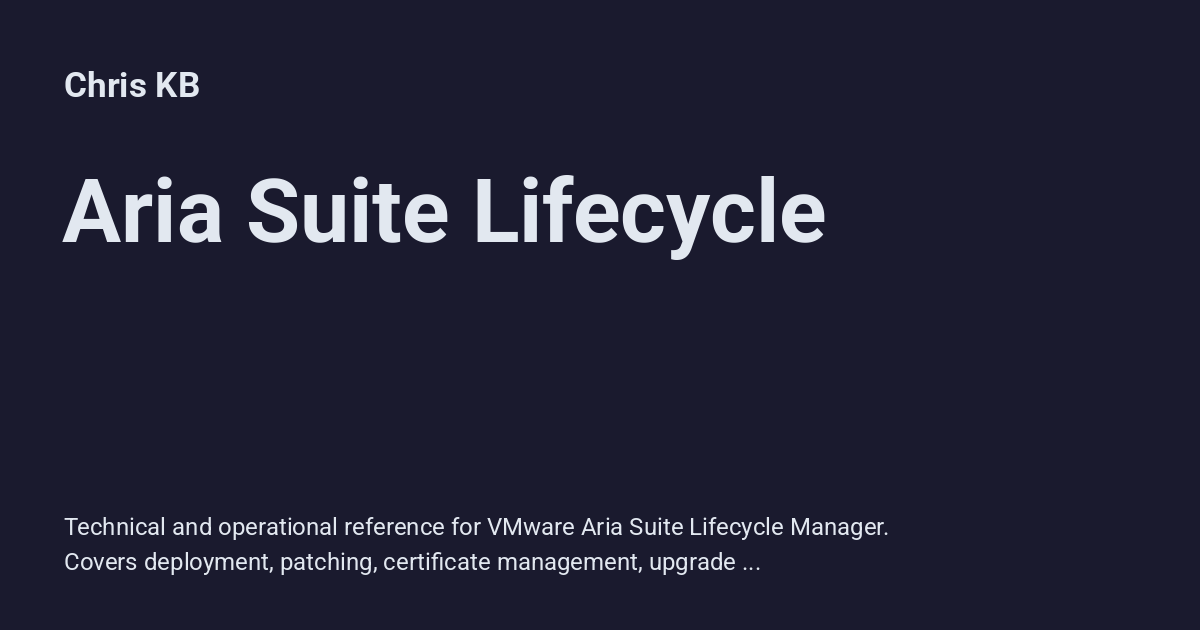 Chris KB
Aria Suite Lifecycle
Technical and operational reference for VMware Aria Suite Lifecycle Manager.
Covers deployment, patching, certificate management, upgrade ...